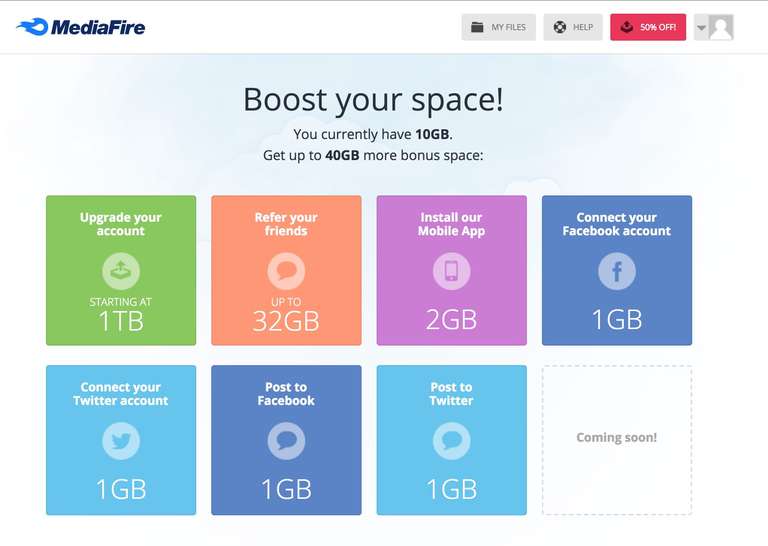 MediaFire
MY FILES
HELP
50% OFF!
Boost your space!
You currently have 10GB.
Get up to 40GB more bonus space:
Upgrade your
account
STARTING AT
1TB
Refer your
friends
UP TO
32GB
Install our
Mobile App
2GB
Connect your
Facebook account
f
1GB
Connect your
Twitter account
1GB
Post to
Facebook
1GB
Post to
Twitter
1GB
Coming soon!